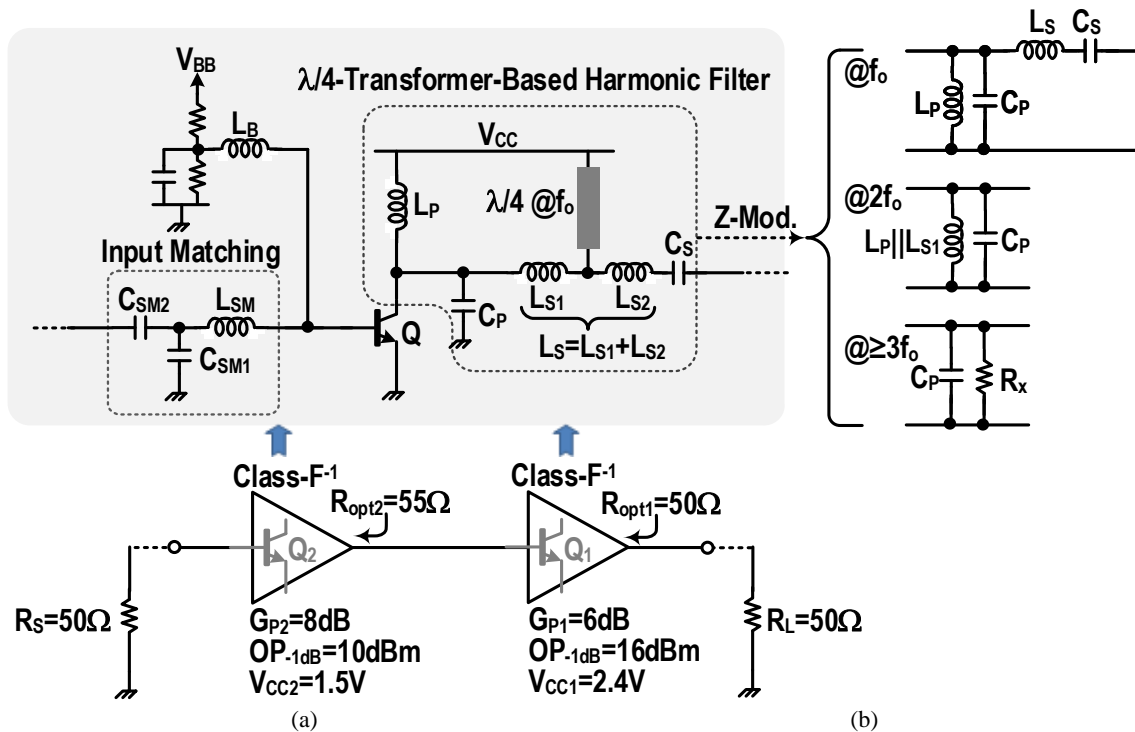 V_BB
L_B
λ/4-Transformer-Based Harmonic Filter
V_CC
L_P
λ/4 @f_o
Z-Mod.
C_S
Input Matching
C_SM2
L_SM
C_SM1
Q
C_P
L_S1
L_S2
L_S=L_S1+L_S2
@f_o
L_S
C_S
L_P
C_P
@2f_o
L_P||L_S1
C_P
@≥3f_o
C_P
R_x
Class-F⁻¹
R_opt2=55Ω
Class-F⁻¹
R_opt1=50Ω
Q_2
Q_1
R_S=50Ω
G_P2=8dB
OP_-1dB=10dBm
V_CC2=1.5V
G_P1=6dB
OP_-1dB=16dBm
V_CC1=2.4V
R_L=50Ω
(a)
(b)